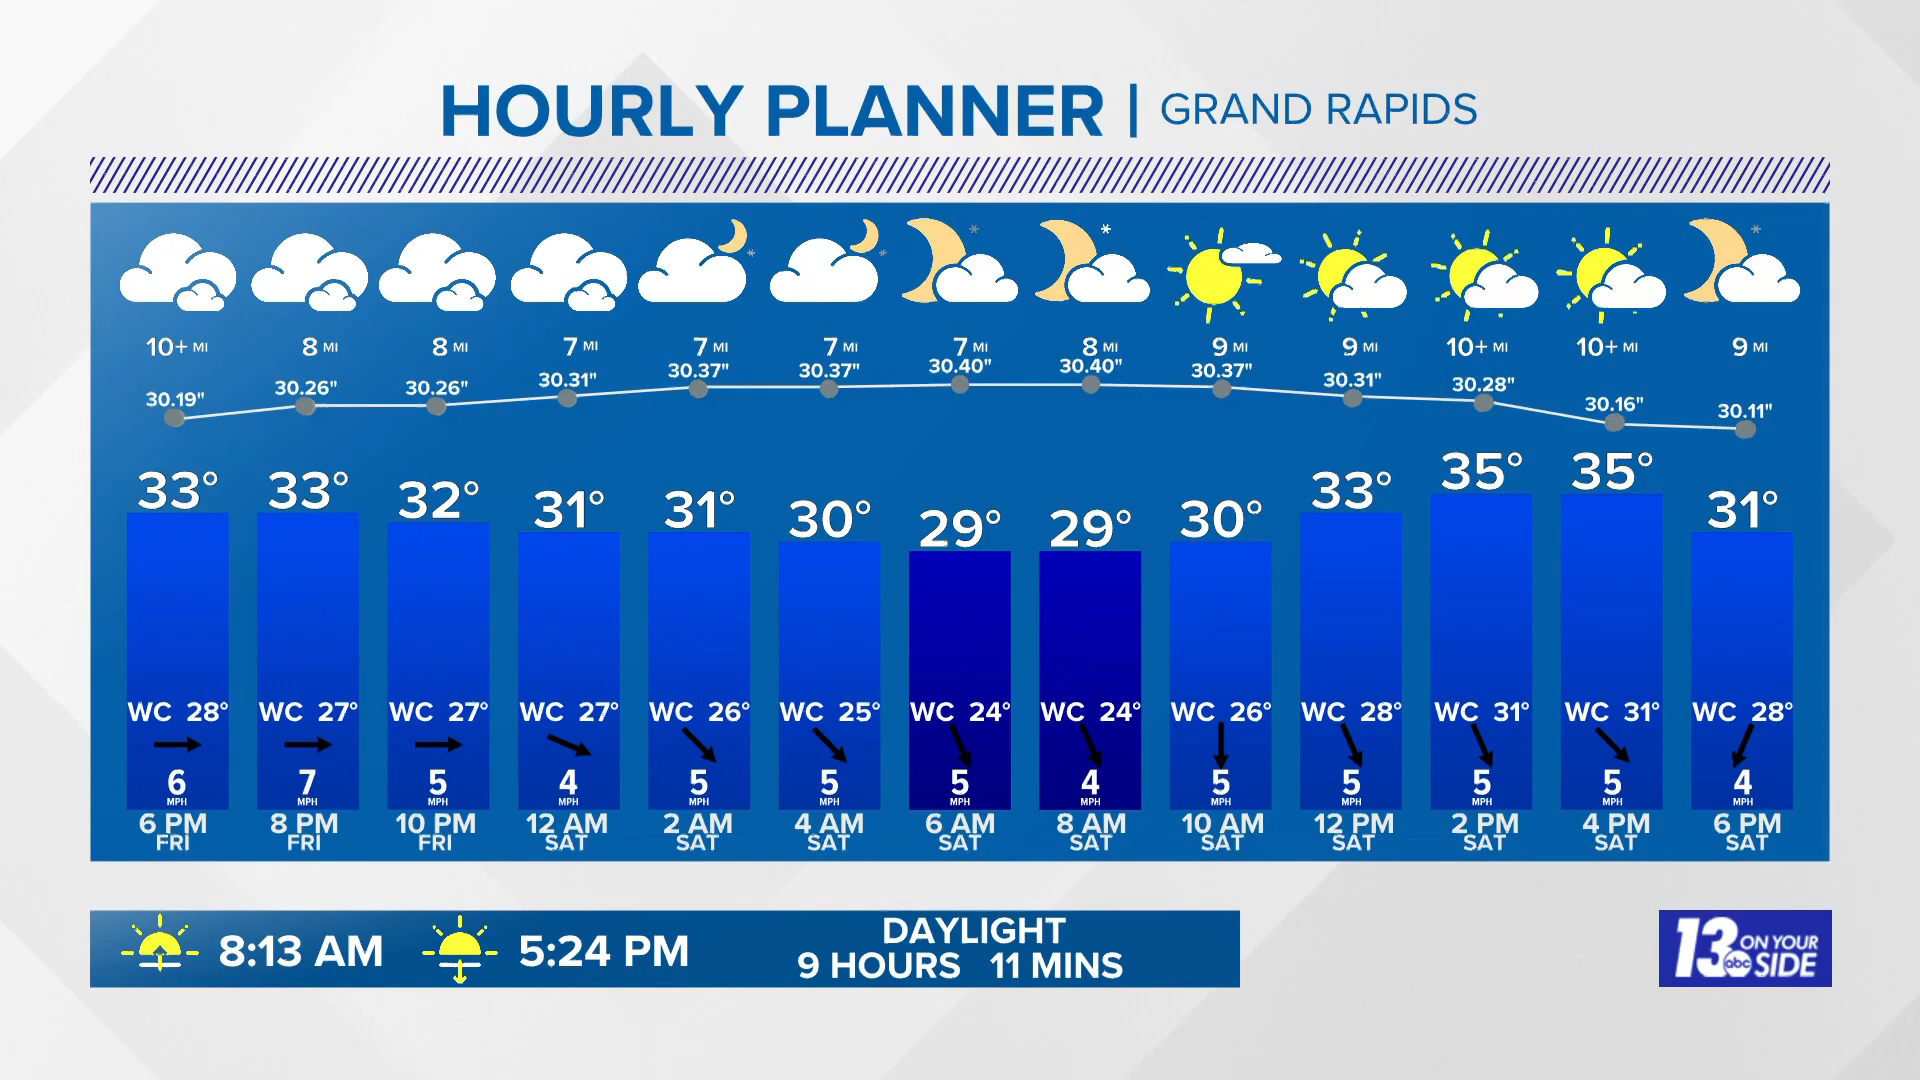 HOURLY PLANNER | GRAND RAPIDS
10+ MI 8 MI 8 MI 7 MI 7 MI 7 MI 7 MI 8 MI 9 MI 9 MI 10+ MI 10+ MI 9 MI
30.19" 30.26" 30.26" 30.31" 30.37" 30.37" 30.40" 30.40" 30.37" 30.31" 30.28" 30.16" 30.11"
33° 33° 32° 31° 31° 30° 29° 29° 30° 33° 35° 35° 31°
WC 28° WC 27° WC 27° WC 27° WC 26° WC 25° WC 24° WC 24° WC 26° WC 28° WC 31° WC 31° WC 28°
6 7 5 4 5 5 5 4 5 5 5 5 4
MPH MPH MPH MPH MPH MPH MPH MPH MPH MPH MPH MPH MPH
6 PM 8 PM 10 PM 12 AM 2 AM 4 AM 6 AM 8 AM 10 AM 12 PM 2 PM 4 PM 6 PM
FRI FRI FRI SAT SAT SAT SAT SAT SAT SAT SAT SAT SAT
8:13 AM 5:24 PM
DAYLIGHT
9 HOURS 11 MINS
13 ON YOUR
abc SIDE